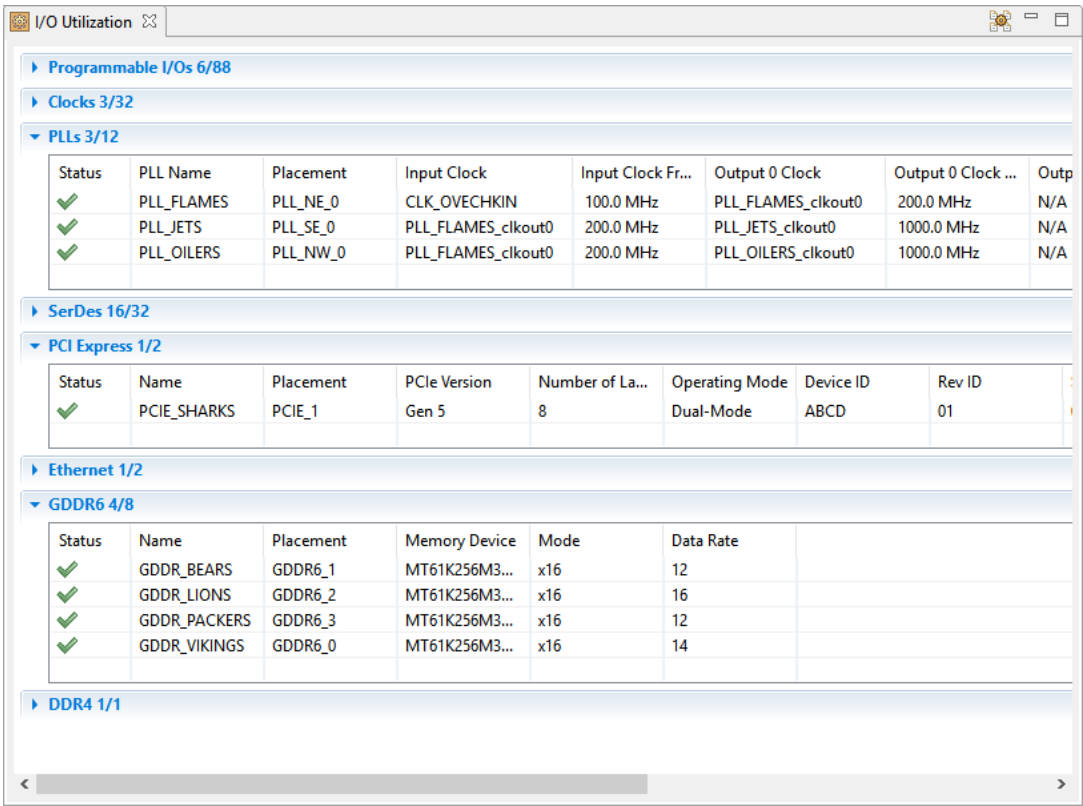 I/O Utilization
Programmable I/Os 6/88
Clocks 3/32
PLLs 3/12
Status PLL Name Placement Input Clock Input Clock Fr... Output 0 Clock Output 0 Clock ... Outp
PLL_FLAMES PLL_NE_0 CLK_OVECHKIN 100.0 MHz PLL_FLAMES_clkout0 200.0 MHz N/A
PLL_JETS PLL_SE_0 PLL_FLAMES_clkout0 200.0 MHz PLL_JETS_clkout0 1000.0 MHz N/A
PLL_OILERS PLL_NW_0 PLL_FLAMES_clkout0 200.0 MHz PLL_OILERS_clkout0 1000.0 MHz N/A
SerDes 16/32
PCI Express 1/2
Status Name Placement PCIe Version Number of La... Operating Mode Device ID Rev ID
PCIE_SHARKS PCIE_1 Gen 5 8 Dual-Mode ABCD 01
Ethernet 1/2
GDDR6 4/8
Status Name Placement Memory Device Mode Data Rate
GDDR_BEARS GDDR6_1 MT61K256M3... x16 12
GDDR_LIONS GDDR6_2 MT61K256M3... x16 16
GDDR_PACKERS GDDR6_3 MT61K256M3... x16 12
GDDR_VIKINGS GDDR6_0 MT61K256M3... x16 14
DDR4 1/1